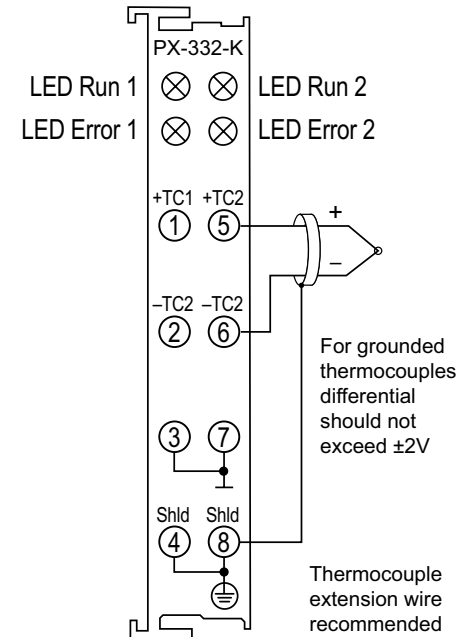 PX-332-K
LED Run 1 LED Run 2
LED Error 1 LED Error 2
+TC1 +TC2
1 5
+
–
–TC2 –TC2
2 6
For grounded
thermocouples
differential
should not
exceed ±2V
3 7
Shld Shld
4 8
Thermocouple
extension wire
recommended